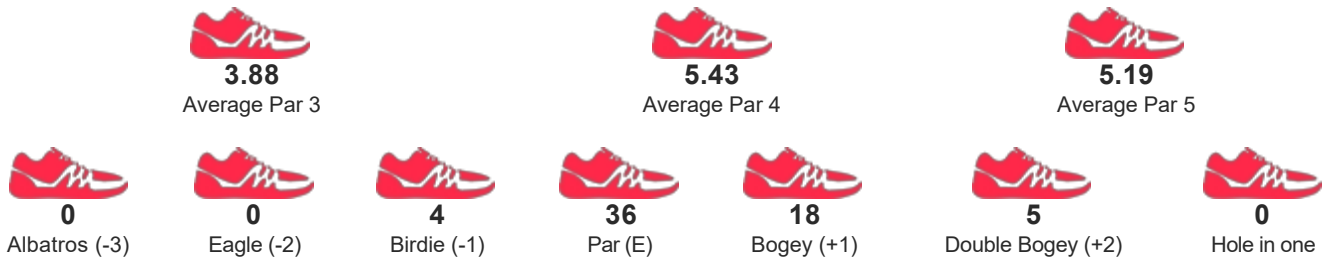 3.88 5.43 5.19
Average Par 3 Average Par 4 Average Par 5
0 0 4 36 18 5 0
Albatros (-3) Eagle (-2) Birdie (-1) Par (E) Bogey (+1) Double Bogey (+2) Hole in one